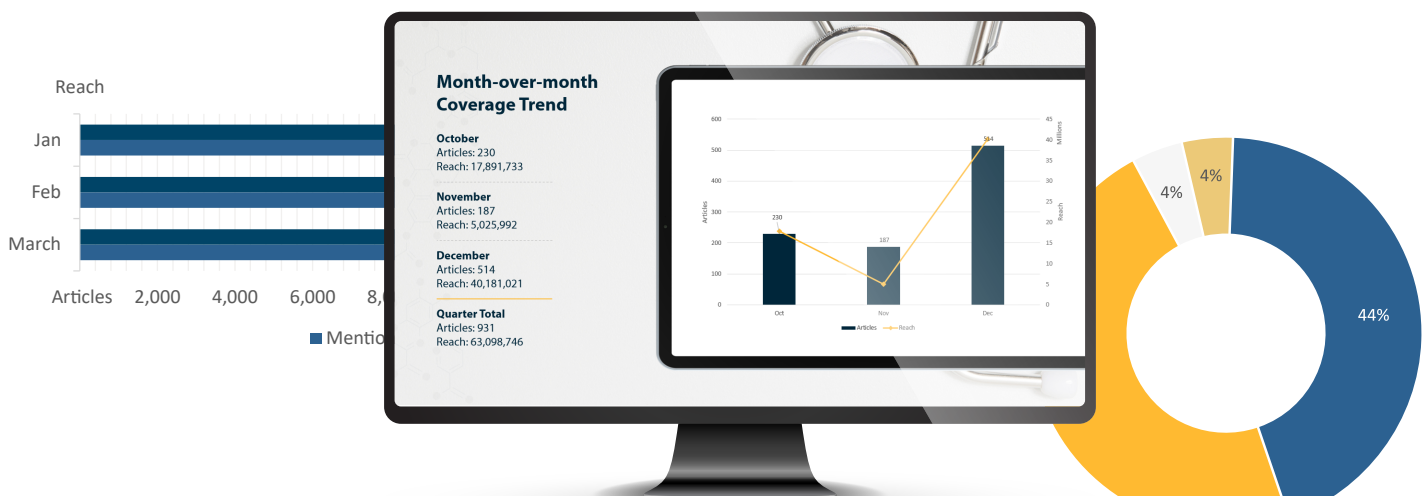 Reach
Jan
Feb
March
Articles 2,000 4,000 6,000
Mentio
Month-over-month
Coverage Trend
October
Articles: 230
Reach: 17,891,733
November
Articles: 187
Reach: 5,025,992
December
Articles: 514
Reach: 40,181,021
Quarter Total
Articles: 931
Reach: 63,098,746
600
500
400
300
200
100
0
Articles
230
187
514
45
40
35
30
25
20
15
10
5
0
Millions
Reach
Oct Nov Dec
Articles Reach
4%
4%
44%